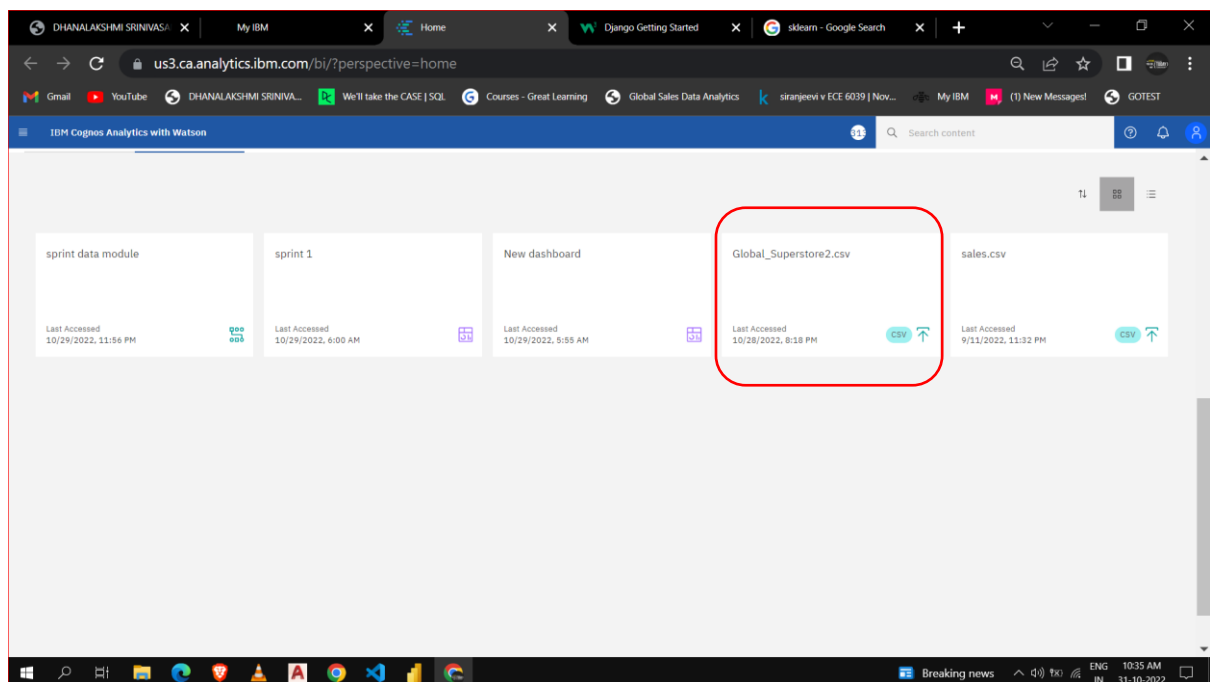 DHANALAKSHMI SRINIVASA
My IBM
Home
Django Getting Started
sklearn - Google Search
us3.ca.analytics.ibm.com/bi/?perspective=home
Gmail
YouTube
DHANALAKSHMI SRINIVA...
We'll take the CASE | SQL
Courses - Great Learning
Global Sales Data Analytics
siranjeevi v ECE 6039 | Nov...
My IBM
(1) New Messages!
GOTEST
IBM Cognos Analytics with Watson
Search content
sprint data module
Last Accessed
10/29/2022, 11:56 PM
sprint 1
Last Accessed
10/29/2022, 6:00 AM
New dashboard
Last Accessed
10/29/2022, 5:55 AM
Global_Superstore2.csv
Last Accessed
10/28/2022, 8:18 PM
CSV
sales.csv
Last Accessed
9/11/2022, 11:32 PM
CSV
Breaking news
ENG
IN
10:35 AM
31-10-2022